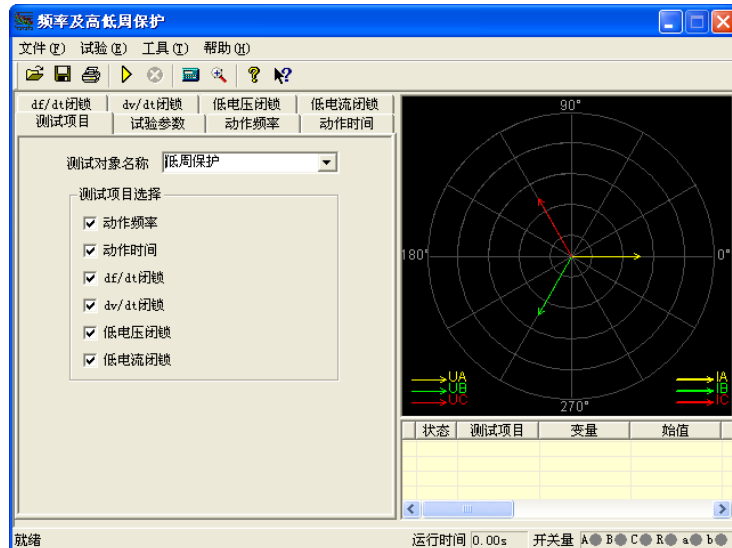 频率及高低周保护
文件(F) 试验(E) 工具(T) 帮助(H)
df/dt闭锁 dv/dt闭锁 低电压闭锁 低电流闭锁
测试项目 试验参数 动作频率 动作时间
测试对象名称 低周保护
测试项目选择
动作频率
动作时间
df/dt闭锁
dv/dt闭锁
低电压闭锁
低电流闭锁
90°
180° 0°
270°
UA IA
UB IB
UC IC
状态 测试项目 变量 始值
就绪 运行时间 0.00s 开关量 A B C R a b